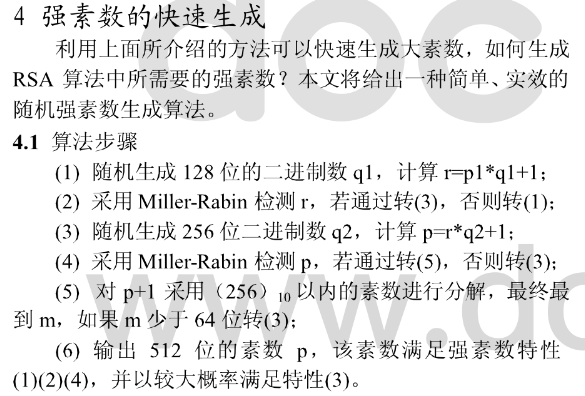 4 强素数的快速生成
利用上面所介绍的方法可以快速生成大素数，如何生成
RSA 算法中所需要的强素数？本文将给出一种简单、实效的
随机强素数生成算法。
4.1 算法步骤
(1) 随机生成 128 位的二进制数 q1，计算 r=p1*q1+1;
(2) 采用 Miller-Rabin 检测 r，若通过转(3)，否则转(1);
(3) 随机生成 256 位二进制数 q2，计算 p=r*q2+1;
(4) 采用 Miller-Rabin 检测 p，若通过转(5)，否则转(3);
(5) 对 p+1 采用（256）10 以内的素数进行分解，最终最
到 m，如果 m 少于 64 位转(3);
(6) 输出 512 位的素数 p，该素数满足强素数特性
(1)(2)(4)，并以较大概率满足特性(3)。
doc
www.do